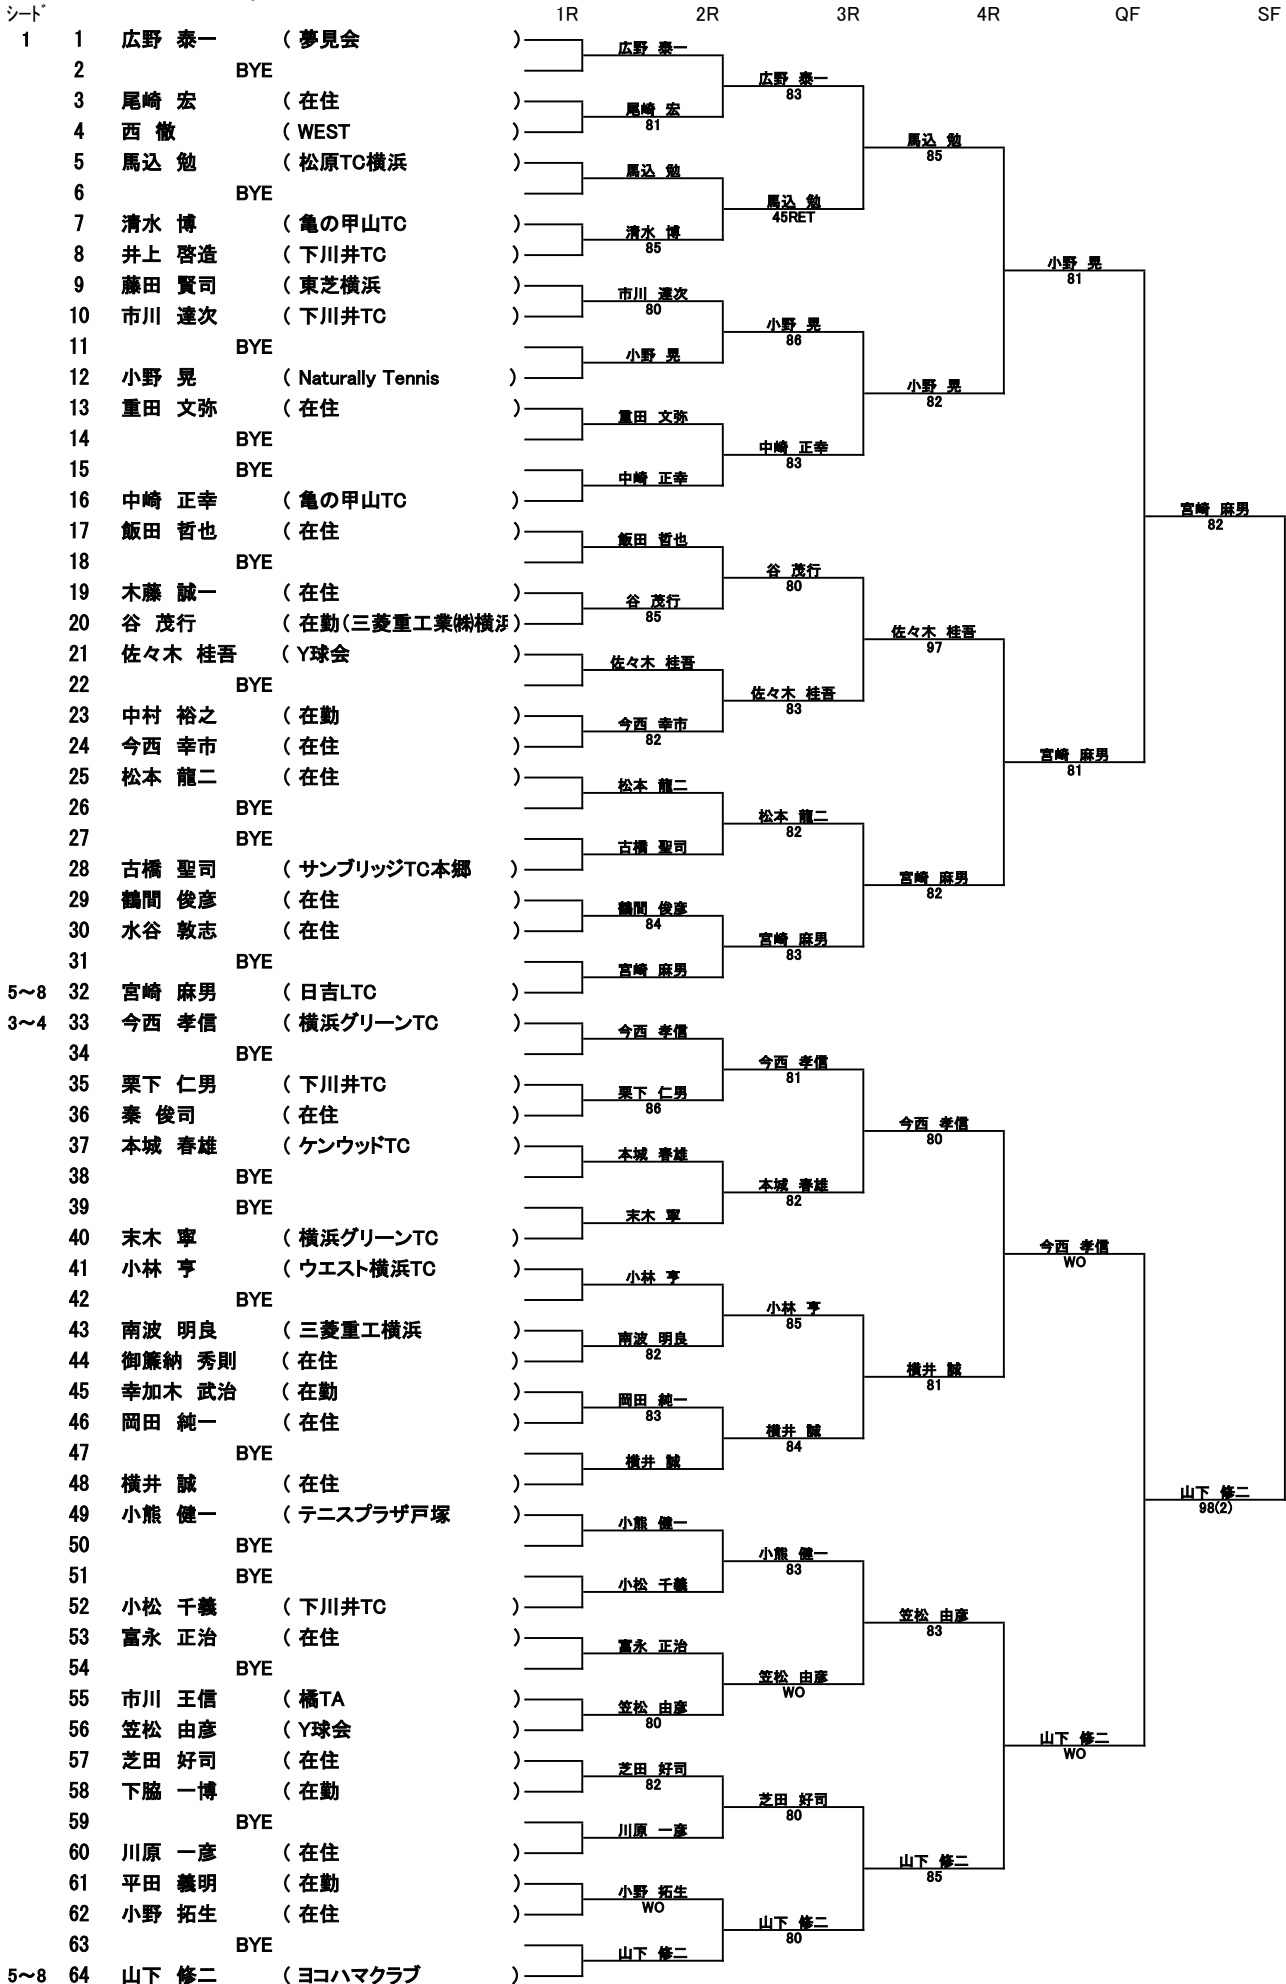 シード 1R 2R 3R 4R QF SF
1 1 広野 泰一 ( 夢見会 )
広野 泰一
2 BYE
広野 泰一
83
3 尾崎 宏 ( 在住 )
尾崎 宏
81
4 西 徹 ( WEST )
馬込 勉
85
5 馬込 勉 ( 松原TC横浜 )
馬込 勉
6 BYE
馬込 勉
45RET
7 清水 博 ( 亀の甲山TC )
清水 博
85
8 井上 啓造 ( 下川井TC )
小野 晃
81
9 藤田 賢司 ( 東芝横浜 )
市川 達次
80
10 市川 達次 ( 下川井TC )
小野 晃
86
11 BYE
小野 晃
12 小野 晃 ( Naturally Tennis )
小野 晃
82
13 重田 文弥 ( 在住 )
重田 文弥
14 BYE
中崎 正幸
83
15 BYE
中崎 正幸
16 中崎 正幸 ( 亀の甲山TC )
宮崎 麻男
82
17 飯田 哲也 ( 在住 )
飯田 哲也
18 BYE
谷 茂行
80
19 木藤 誠一 ( 在住 )
谷 茂行
85
20 谷 茂行 ( 在勤(三菱重工業㈱横浜 )
佐々木 桂吾
97
21 佐々木 桂吾 ( Y球会 )
佐々木 桂吾
22 BYE
佐々木 桂吾
83
23 中村 裕之 ( 在勤 )
今西 幸市
82
24 今西 幸市 ( 在住 )
宮崎 麻男
81
25 松本 龍二 ( 在住 )
松本 龍二
26 BYE
松本 龍二
82
27 BYE
古橋 聖司
28 古橋 聖司 ( サンブリッジTC本郷 )
宮崎 麻男
82
29 鶴間 俊彦 ( 在住 )
鶴間 俊彦
84
30 水谷 敦志 ( 在住 )
宮崎 麻男
83
31 BYE
宮崎 麻男
5～8 32 宮崎 麻男 ( 日吉LTC )
3～4 33 今西 孝信 ( 横浜グリーンTC )
今西 孝信
34 BYE
今西 孝信
81
35 栗下 仁男 ( 下川井TC )
栗下 仁男
86
36 秦 俊司 ( 在住 )
今西 孝信
80
37 本城 春雄 ( ケンウッドTC )
本城 春雄
38 BYE
本城 春雄
82
39 BYE
末木 寧
40 末木 寧 ( 横浜グリーンTC )
今西 孝信
WO
41 小林 亨 ( ウエスト横浜TC )
小林 亨
42 BYE
小林 亨
85
43 南波 明良 ( 三菱重工横浜 )
南波 明良
82
44 御簾納 秀則 ( 在住 )
横井 誠
81
45 幸加木 武治 ( 在勤 )
岡田 純一
83
46 岡田 純一 ( 在住 )
横井 誠
84
47 BYE
横井 誠
48 横井 誠 ( 在住 )
山下 修二
98(2)
49 小熊 健一 ( テニスプラザ戸塚 )
小熊 健一
50 BYE
小熊 健一
83
51 BYE
小松 千義
52 小松 千義 ( 下川井TC )
笠松 由彦
83
53 富永 正治 ( 在住 )
富永 正治
54 BYE
笠松 由彦
WO
55 市川 王信 ( 橘TA )
笠松 由彦
80
56 笠松 由彦 ( Y球会 )
山下 修二
WO
57 芝田 好司 ( 在住 )
芝田 好司
82
58 下脇 一博 ( 在勤 )
芝田 好司
80
59 BYE
川原 一彦
60 川原 一彦 ( 在住 )
山下 修二
85
61 平田 義明 ( 在勤 )
小野 拓生
WO
62 小野 拓生 ( 在住 )
山下 修二
80
63 BYE
山下 修二
5～8 64 山下 修二 ( ヨコハマクラブ )